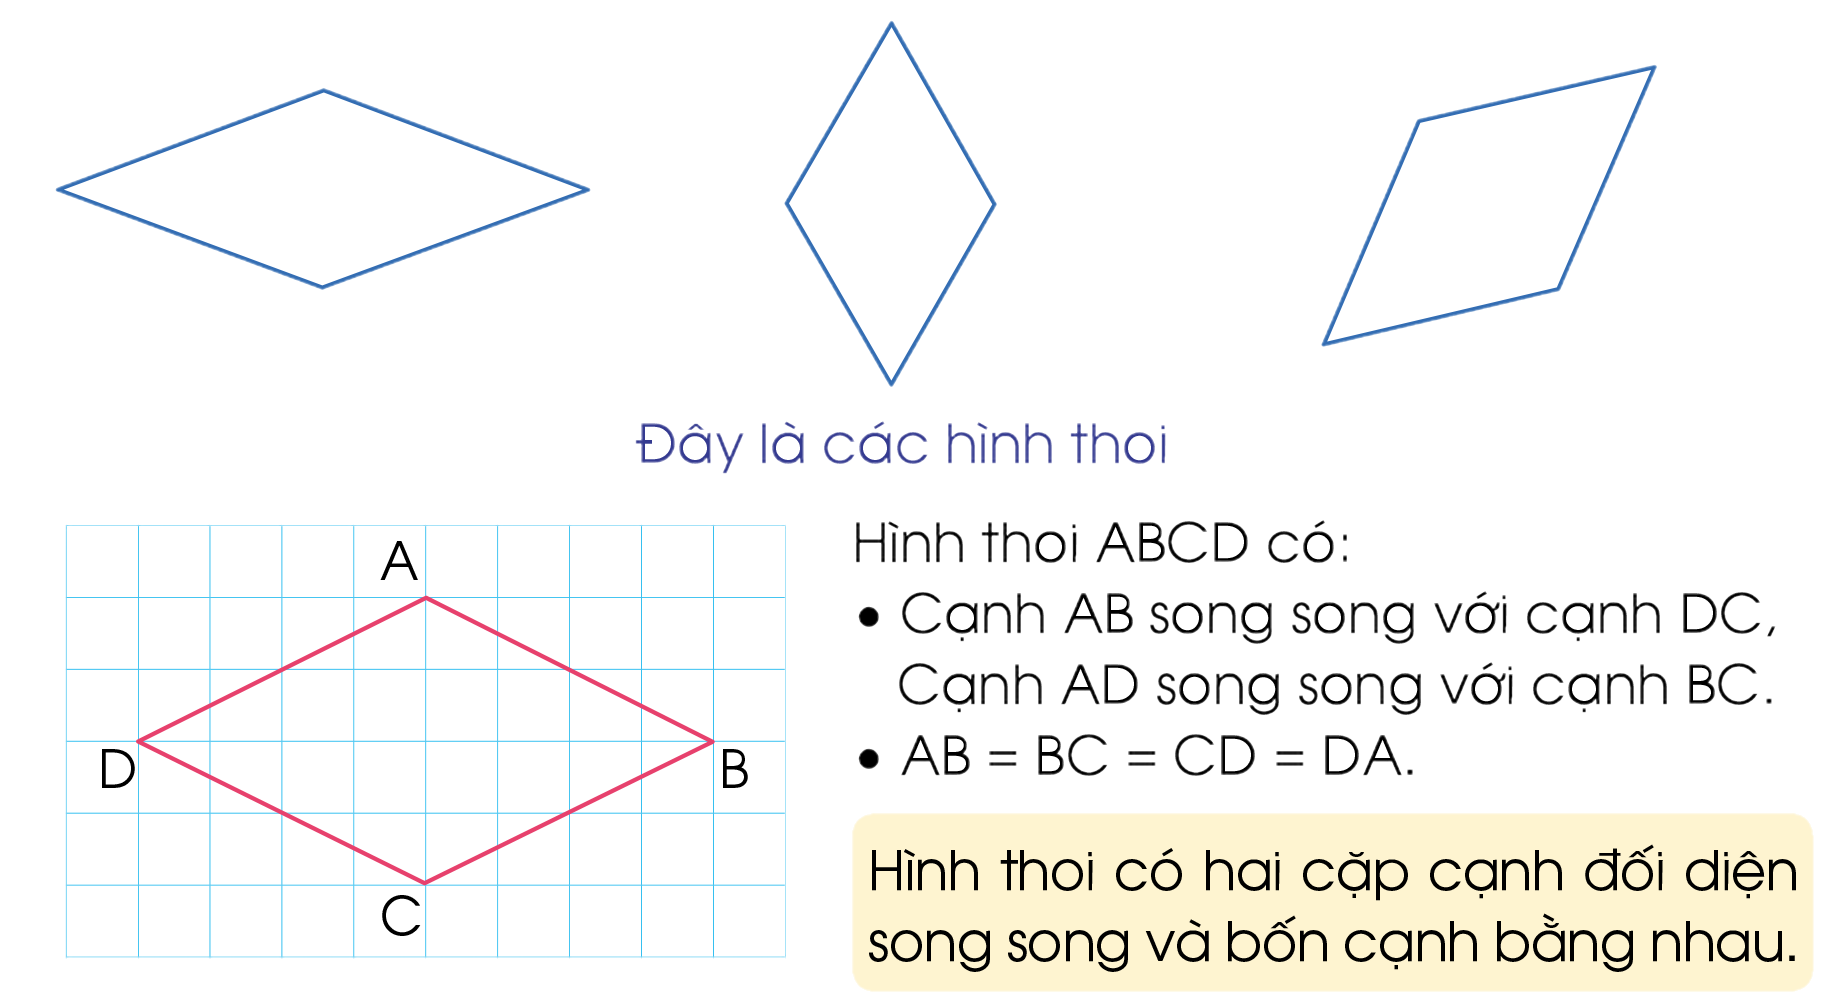 Đây là các hình thoi
A
D
B
C
Hình thoi ABCD có:
• Cạnh AB song song với cạnh DC,
Cạnh AD song song với cạnh BC.
• AB = BC = CD = DA.
Hình thoi có hai cặp cạnh đối diện
song song và bốn cạnh bằng nhau.